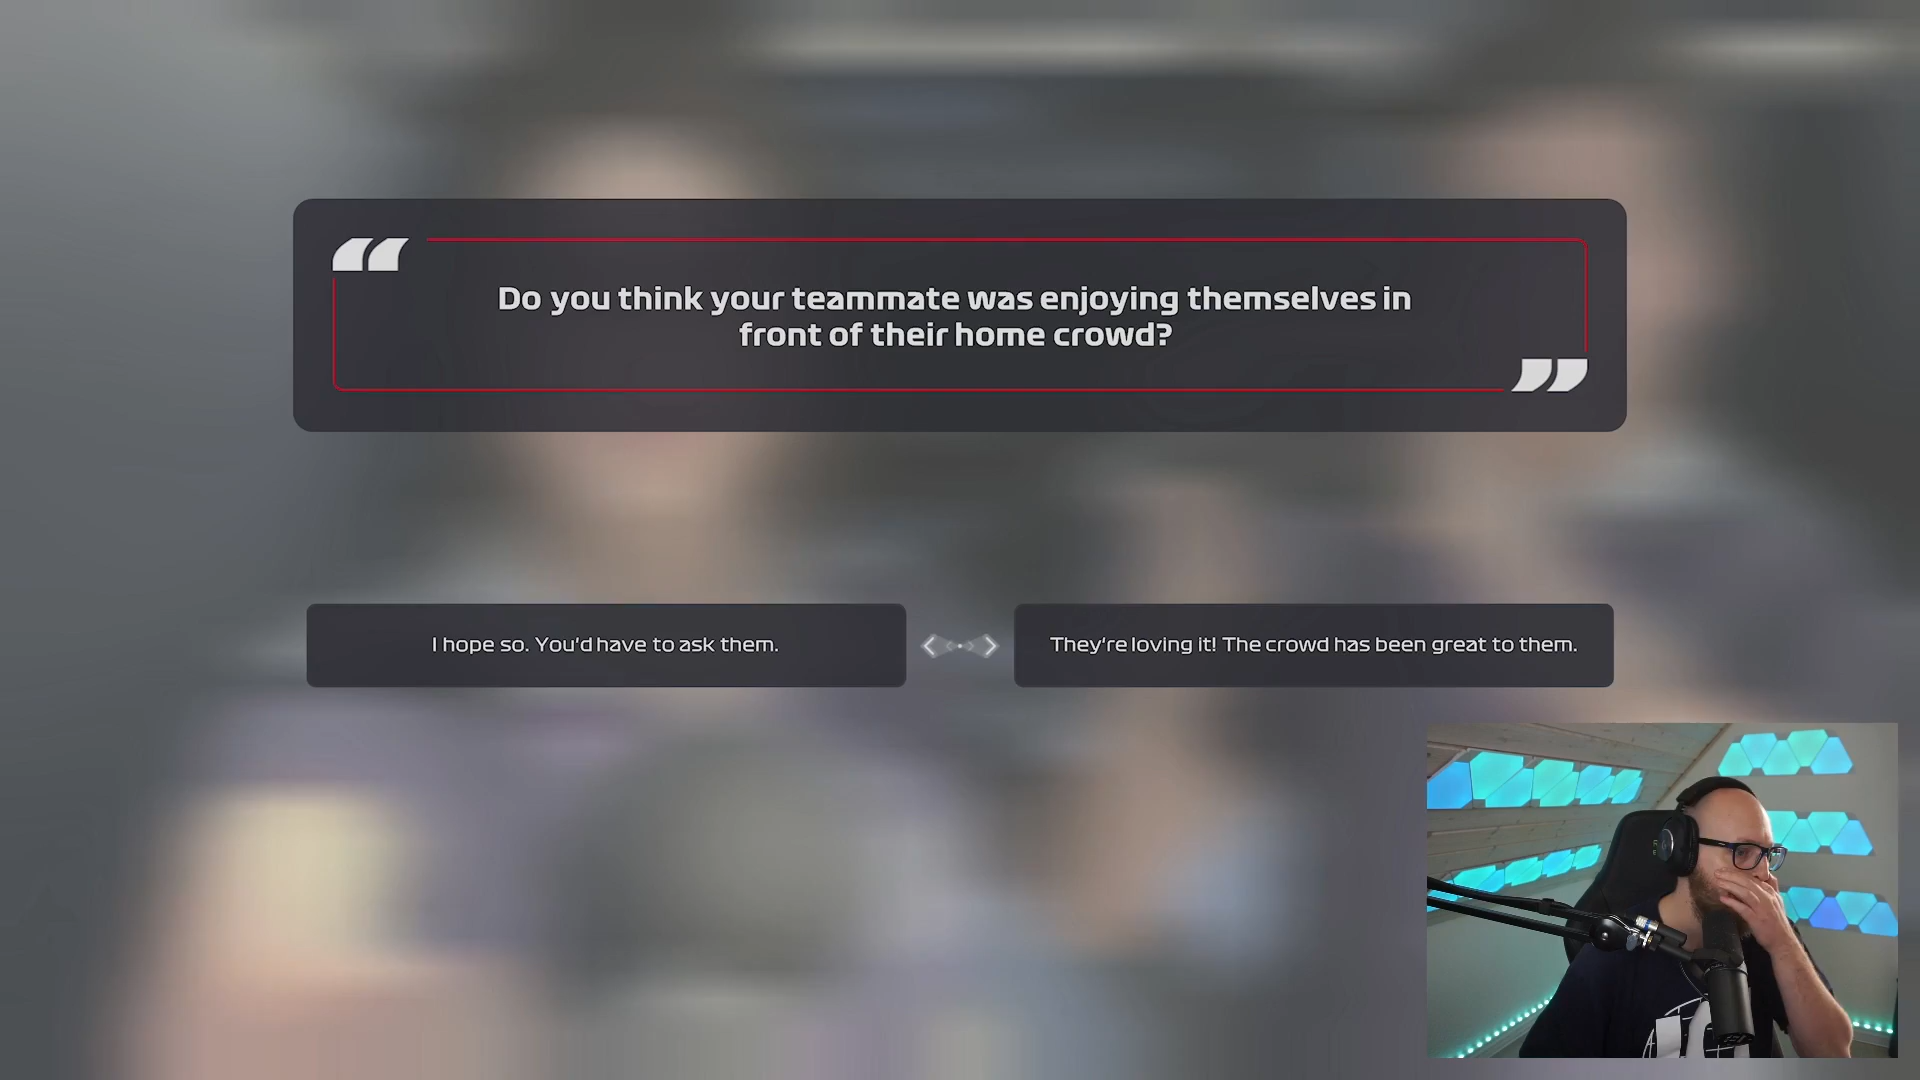 Do you think your teammate was enjoying themselves in
front of their home crowd?
I hope so. You'd have to ask them.
They're loving it! The crowd has been great to them.